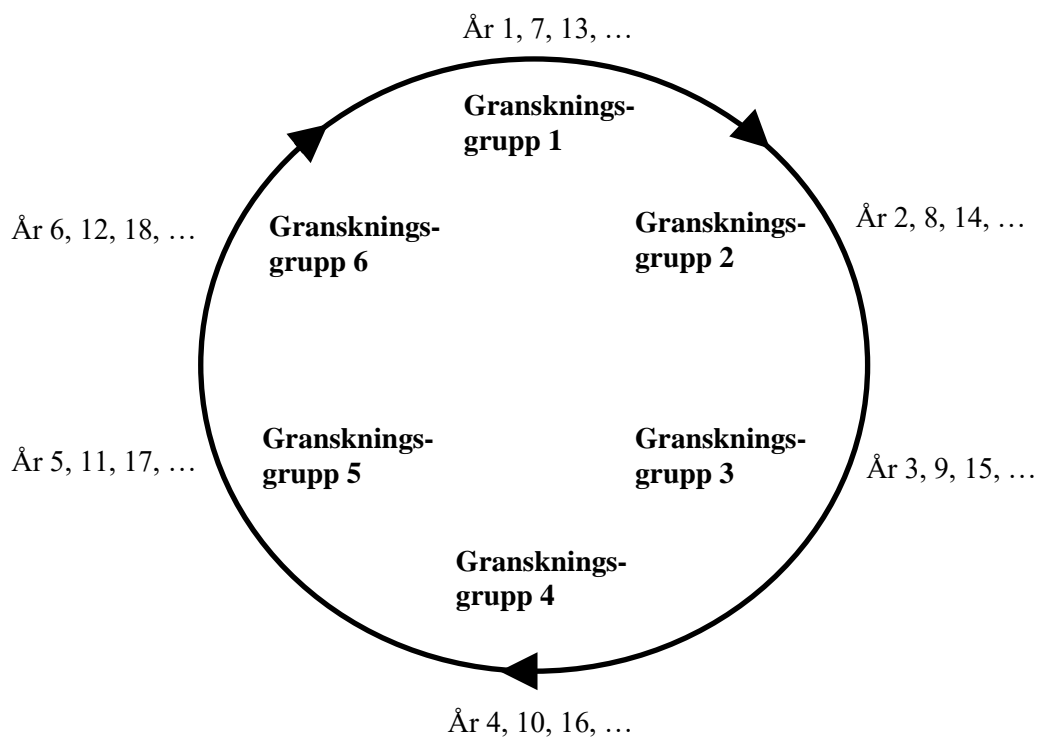 År 1, 7, 13, …
Gransknings-
grupp 1
År 2, 8, 14, …
Gransknings-
grupp 2
År 6, 12, 18, …
Gransknings-
grupp 6
Gransknings-
grupp 5
År 5, 11, 17, …
Gransknings-
grupp 3
År 3, 9, 15, …
Gransknings-
grupp 4
År 4, 10, 16, …